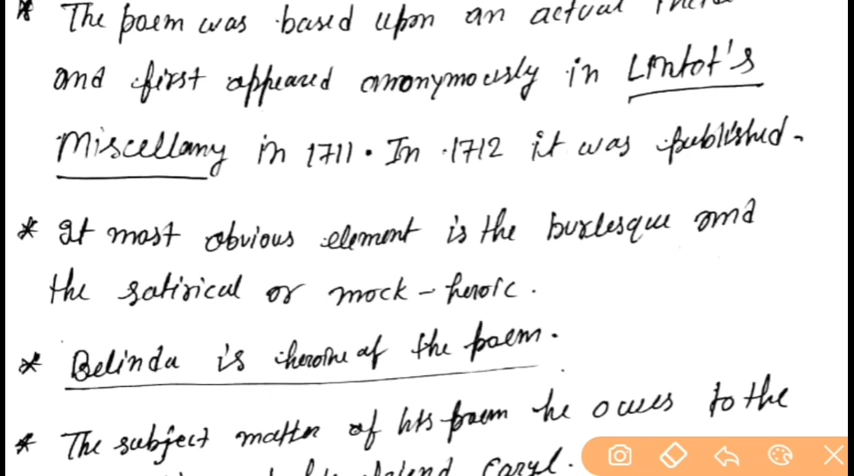 * The poem was based upon an actual
and first appeared anonymously in Lintot's
Miscellany in 1711. In 1712 it was published.
* It most obvious element is the burlesque and
the satirical or mock-heroic.
* Belinda is heroine of the poem.
* The subject matter of his poem he owes to the
friend Caryl.